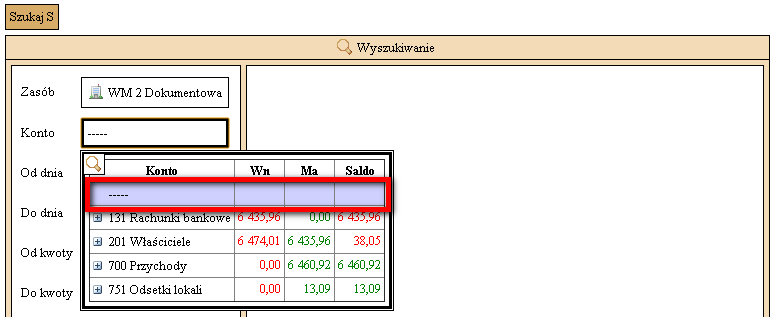 Szukaj S
Wyszukiwanie
Zasób WM 2 Dokumentowa
Konto -----
Od dnia
Do dnia
Od kwoty
Do kwoty
Konto Wn Ma Saldo
-----
131 Rachunki bankowe 6 435,96 0,00 6 435,96
201 Właściciele 6 474,01 6 435,96 38,05
700 Przychody 0,00 6 460,92 6 460,92
751 Odsetki lokali 0,00 13,09 13,09